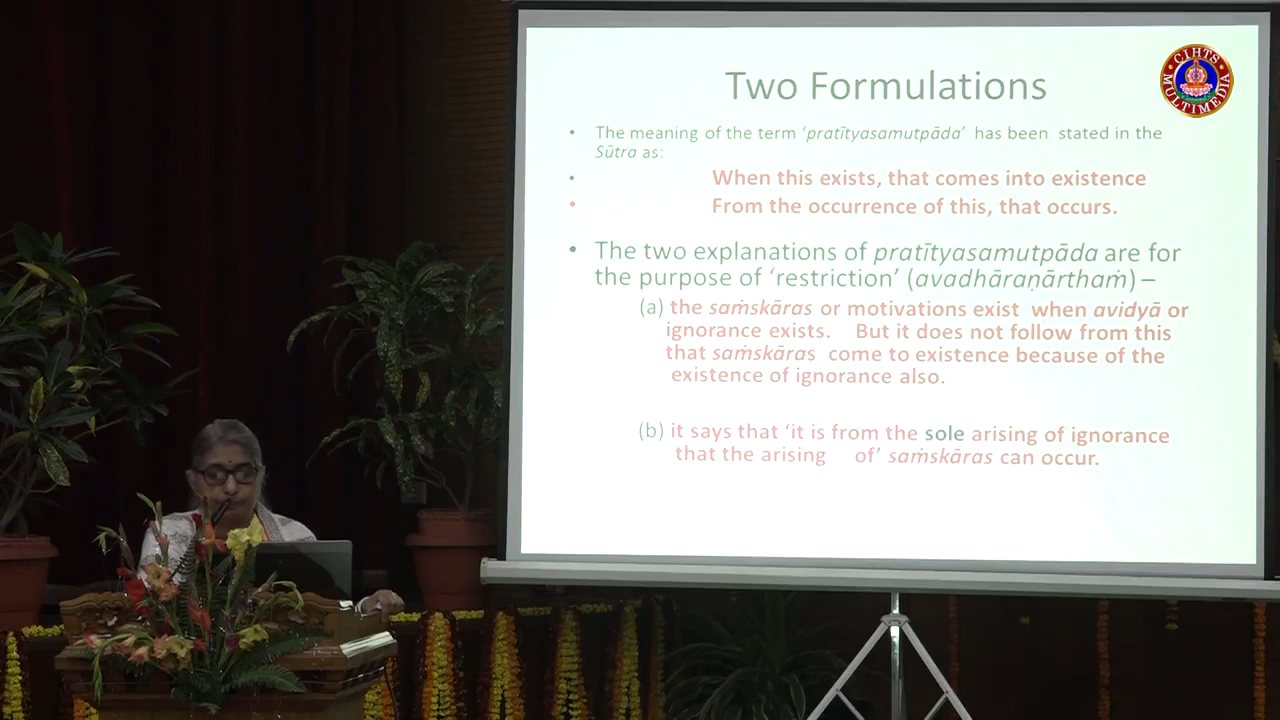 CIHTS
MULTIMEDIA
Two Formulations
• The meaning of the term ‘pratītyasamutpāda’ has been stated in the
Sūtra as:
• When this exists, that comes into existence
• From the occurrence of this, that occurs.
• The two explanations of pratītyasamutpāda are for
the purpose of ‘restriction’ (avadhāraṇārthaṁ) –
(a) the saṁskāras or motivations exist when avidyā or
ignorance exists. But it does not follow from this
that saṁskāras come to existence because of the
existence of ignorance also.
(b) it says that ‘it is from the sole arising of ignorance
that the arising of’ saṁskāras can occur.